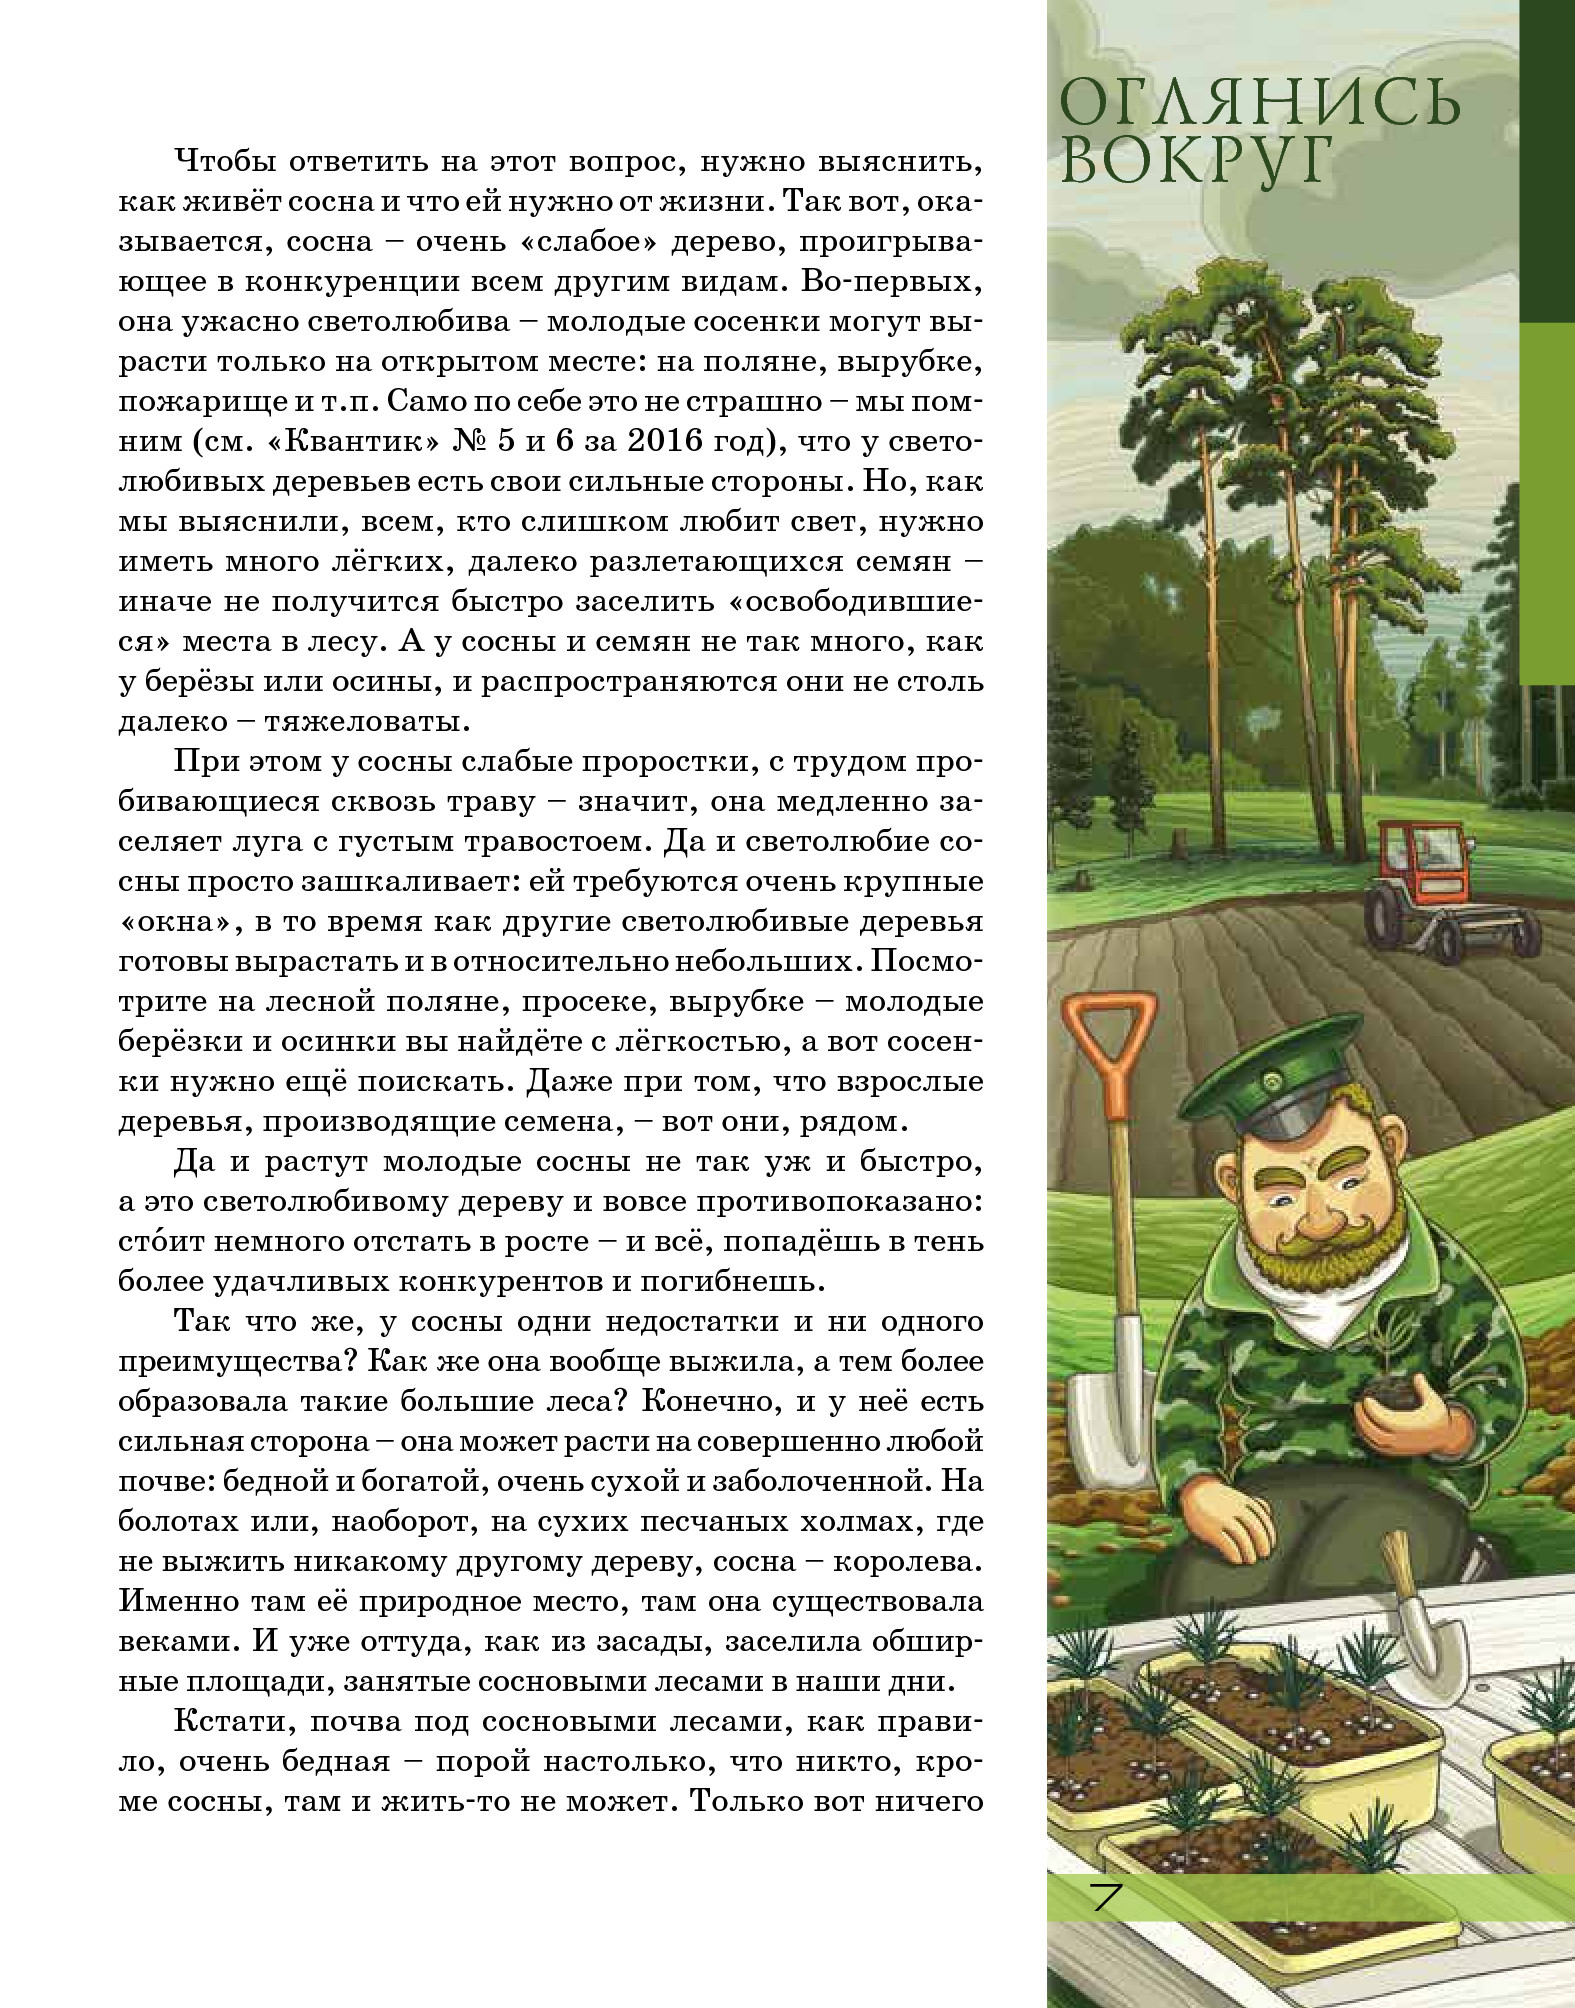 ОГЛЯНИСЬ
ВОКРУГ
Чтобы ответить на этот вопрос, нужно выяснить,
как живёт сосна и что ей нужно от жизни. Так вот, ока-
зывается, сосна – очень «слабое» дерево, проигрыва-
ющее в конкуренции всем другим видам. Во-первых,
она ужасно светолюбива – молодые сосенки могут вы-
расти только на открытом месте: на поляне, вырубке,
пожарище и т.п. Само по себе это не страшно – мы пом-
ним (см. «Квантик» № 5 и 6 за 2016 год), что у свето-
любивых деревьев есть свои сильные стороны. Но, как
мы выяснили, всем, кто слишком любит свет, нужно
иметь много лёгких, далеко разлетающихся семян –
иначе не получится быстро заселить «освободившие-
ся» места в лесу. А у сосны и семян не так много, как
у берёзы или осины, и распространяются они не столь
далеко – тяжеловаты.
При этом у сосны слабые проростки, с трудом про-
бивающиеся сквозь траву – значит, она медленно за-
селяет луга с густым травостоем. Да и светолюбие со-
сны просто зашкаливает: ей требуются очень крупные
«окна», в то время как другие светолюбивые деревья
готовы вырастать и в относительно небольших. Посмо-
трите на лесной поляне, просеке, вырубке – молодые
берёзки и осинки вы найдёте с лёгкостью, а вот сосен-
ки нужно ещё поискать. Даже при том, что взрослые
деревья, производящие семена, – вот они, рядом.
Да и растут молодые сосны не так уж и быстро,
а это светолюбивому дереву и вовсе противопоказано:
сто́ит немного отстать в росте – и всё, попадёшь в тень
более удачливых конкурентов и погибнешь.
Так что же, у сосны одни недостатки и ни одного
преимущества? Как же она вообще выжила, а тем более
образовала такие большие леса? Конечно, и у неё есть
сильная сторона – она может расти на совершенно любой
почве: бедной и богатой, очень сухой и заболоченной. На
болотах или, наоборот, на сухих песчаных холмах, где
не выжить никакому другому дереву, сосна – королева.
Именно там её природное место, там она существовала
веками. И уже оттуда, как из засады, заселила обшир-
ные площади, занятые сосновыми лесами в наши дни.
Кстати, почва под сосновыми лесами, как прави-
ло, очень бедная – порой настолько, что никто, кро-
ме сосны, там и жить-то не может. Только вот ничего
7